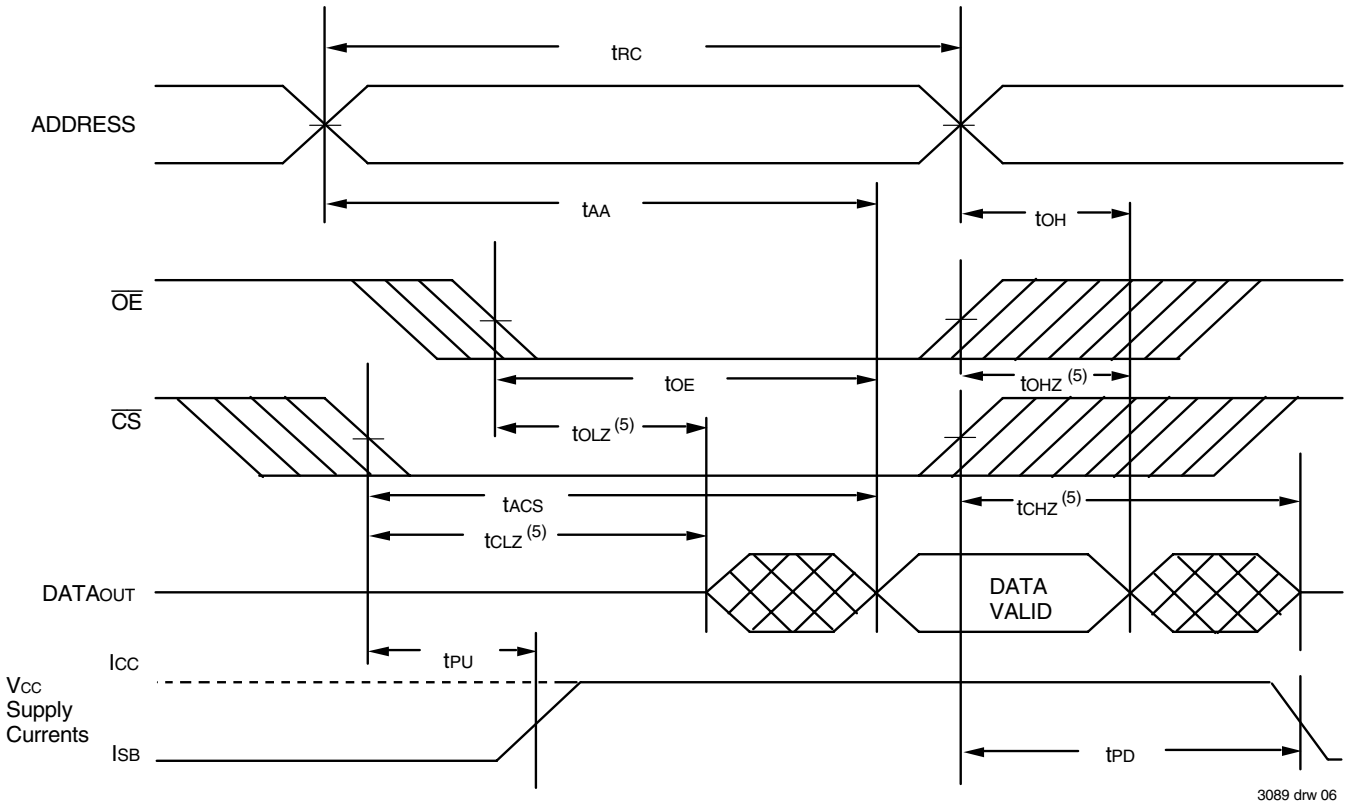 tRC
ADDRESS
tAA
tOH
OE
tOE
tOHZ (5)
CS
tOLZ (5)
tACS
tCHZ (5)
tCLZ (5)
DATAOUT
DATA
VALID
ICC
tPU
VCC
Supply
Currents
ISB
tPD
3089 drw 06